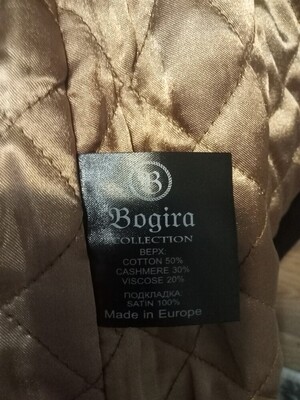 B
Bogira
COLLECTION
ВЕРХ:
COTTON 50%
CASHMERE 30%
VISCOSE 20%
ПОДКЛАДКА:
SATIN 100%
Made in Europe